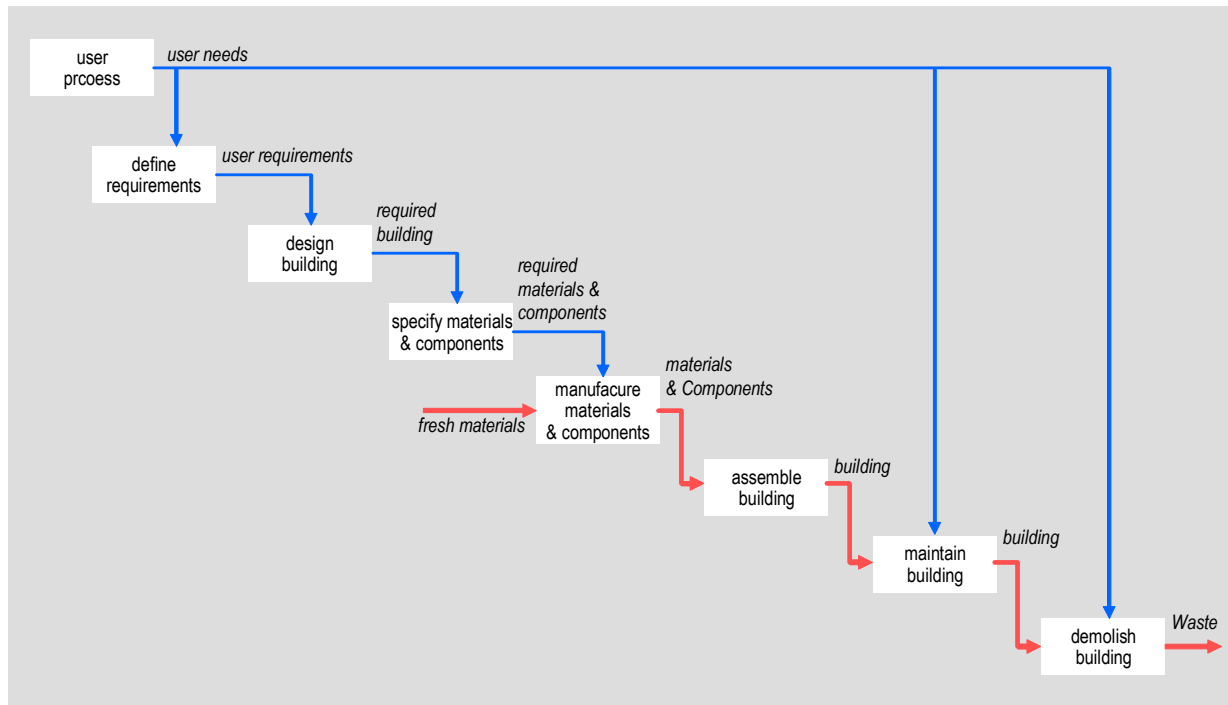 user
prcoess
user needs
define
requirements
user requirements
design
building
required
building
specify materials
& components
required
materials &
components
manufacure
materials
& components
fresh materials
materials
& Components
assemble
building
building
maintain
building
building
demolish
building
Waste